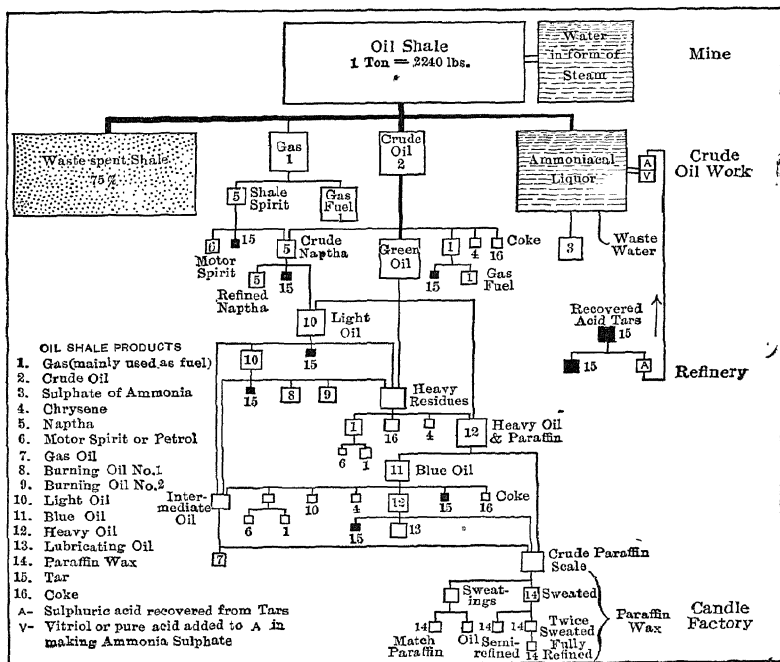 Oil Shale
1 Ton = 2240 lbs.
Water
in form of
Steam
Mine
Waste spent Shale
75%
Gas
1
Crude
Oil
2
Ammoniacal
Liquor
A
V
Crude
Oil Work
5
Shale
Spirit
Gas
Fuel
1
6
Motor
Spirit
15
5
Crude
Naptha
Green
Oil
1
4
16
Coke
3
Waste
Water
5
Refined
Naptha
15
15
1
Gas
Fuel
10
Light
Oil
Recovered
Acid Tars
15
15
A
Refinery
OIL SHALE PRODUCTS
1. Gas(mainly used as fuel)
2. Crude Oil
3. Sulphate of Ammonia
4. Chrysene
5. Naptha
6. Motor Spirit or Petrol
7. Gas Oil
8. Burning Oil No.1
9. Burning Oil No.2
10. Light Oil
11. Blue Oil
12. Heavy Oil
13. Lubricating Oil
14. Paraffin Wax
15. Tar
16. Coke
A- Sulphuric acid recovered from Tars
V- Vitriol or pure acid added to A in
making Ammonia Sulphate
10
15
15
8
9
Heavy
Residues
1
16
4
12
Heavy Oil
& Paraffin
6
1
11
Blue Oil
Inter-
mediate
Oil
10
4
12
15
16
Coke
6
1
15
13
7
Crude Paraffin
Scale
Sweat-
ings
14
Sweated
14
Match
Paraffin
Oil
14
Semi-
refined
14
Twice
Sweated
Fully
14 Refined
Paraffin
Wax
Candle
Factory